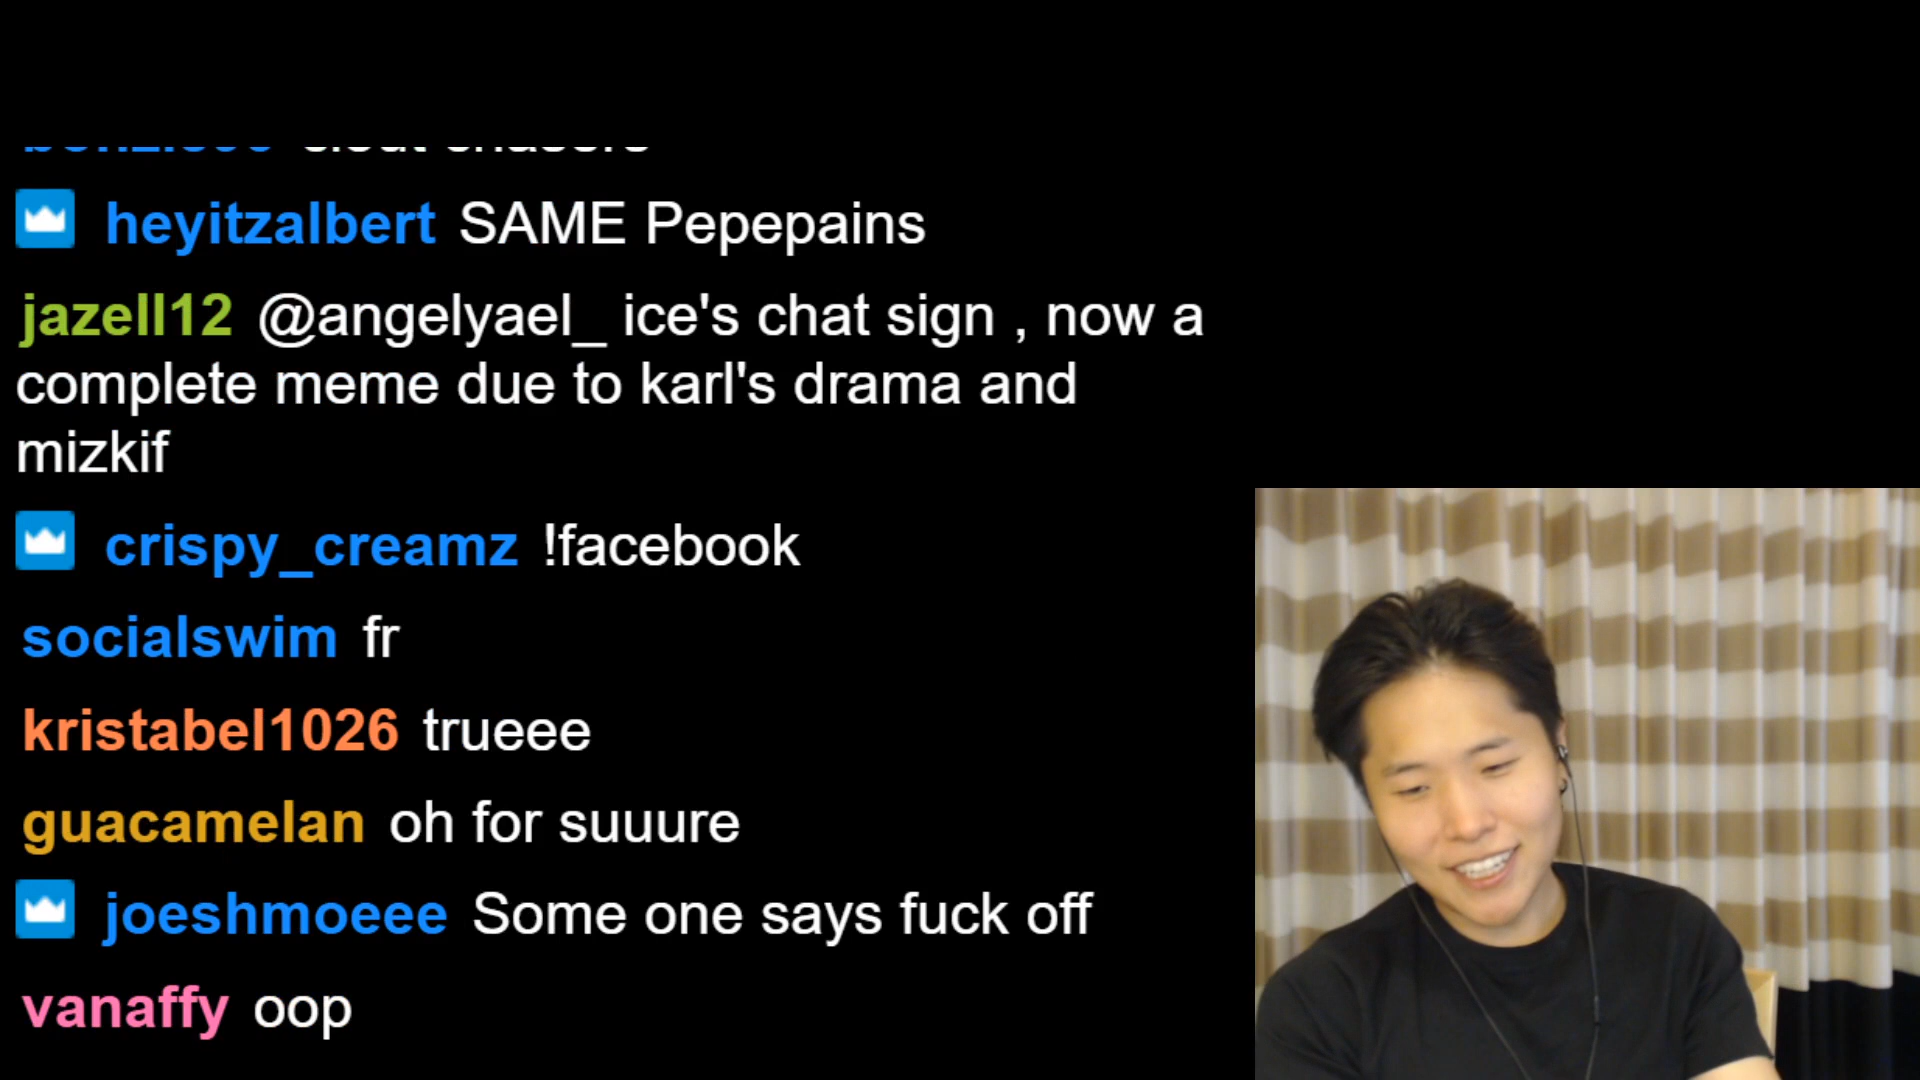 heyitzalbert SAME Pepepains
jazell12 @angelyael_ ice's chat sign , now a
complete meme due to karl's drama and
mizkif
crispy_creamz !facebook
socialswim fr
kristabel1026 trueee
guacamelan oh for suuure
joeshmoeee Some one says fuck off
vanaffy oop